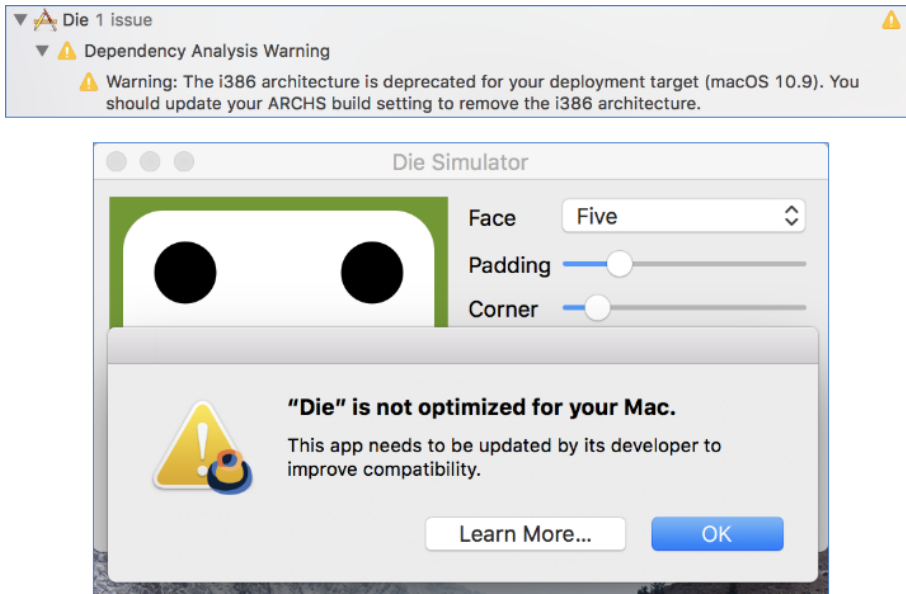 Die 1 issue
Dependency Analysis Warning
Warning: The i386 architecture is deprecated for your deployment target (macOS 10.9). You
should update your ARCHS build setting to remove the i386 architecture.
Die Simulator
Face
Five
Padding
Corner
“Die” is not optimized for your Mac.
This app needs to be updated by its developer to
improve compatibility.
Learn More...
OK